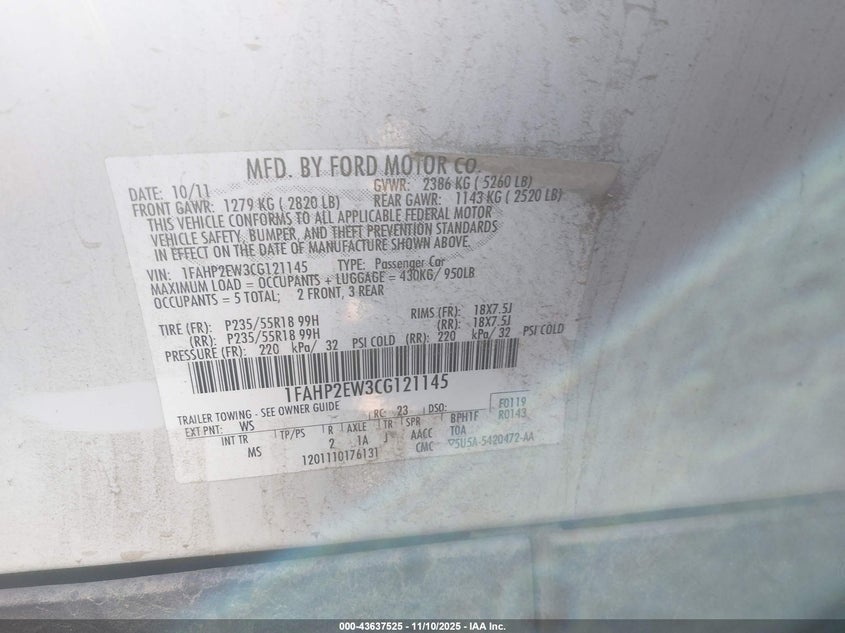 MFD. BY FORD MOTOR CO.
DATE: 10/11 GVWR: 2386 KG ( 5260 LB)
FRONT GAWR: 1279 KG ( 2820 LB) REAR GAWR: 1143 KG ( 2520 LB)
THIS VEHICLE CONFORMS TO ALL APPLICABLE FEDERAL MOTOR
VEHICLE SAFETY, BUMPER, AND THEFT PREVENTION STANDARDS
IN EFFECT ON THE DATE OF MANUFACTURE SHOWN ABOVE.
VIN: 1FAHP2EW3CG121145 TYPE: Passenger Car
MAXIMUM LOAD = OCCUPANTS + LUGGAGE = 430KG/ 950LB
OCCUPANTS = 5 TOTAL; 2 FRONT, 3 REAR
TIRE (FR): P235/55R18 99H RIMS (FR): 18X7.5J
(RR): P235/55R18 99H (RR): 18X7.5J
PRESSURE (FR): 220 kPa/ 32 PSI COLD (RR): 220 kPa/ 32 PSI COLD
1FAHP2EW3CG121145
TRAILER TOWING - SEE OWNER GUIDE
EXT PNT: WS RC: 23 DSO: F0119
R0143
INT TR TP/PS R AXLE TR SPR BPH1F
MS 2 1A J AACC TOA
1201110176131 CMC 5U5A-5420472-AA
000-43637525 — 11/10/2025 — IAA Inc.